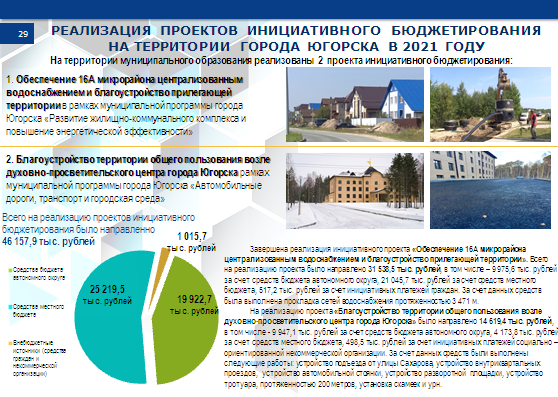 29
РЕАЛИЗАЦИЯ ПРОЕКТОВ ИНИЦИАТИВНОГО БЮДЖЕТИРОВАНИЯ
НА ТЕРРИТОРИИ ГОРОДА ЮГОРСКА В 2021 ГОДУ
На территории муниципального образования реализованы 2 проекта инициативного бюджетирования:
1. Обеспечение 16А микрорайона централизованным
водоснабжением и благоустройство прилегающей
территории в рамках муниципальной программы города
Югорска «Развитие жилищно-коммунального комплекса и
повышение энергетической эффективности»
2. Благоустройство территории общего пользования возле
духовно-просветительского центра города Югорска в рамках
муниципальной программы города Югорска «Автомобильные
дороги, транспорт и городская среда»
Всего на реализацию проектов инициативного
бюджетирования было направлено
46 157,9 тыс. рублей
Средства бюджета
автономного округа
Средства местного
бюджета
Внебюджетные
источники (средства
граждан и
некоммерческой
организации)
1 015,7
тыс. рублей
25 219,5
тыс. рублей
19 922,7
тыс. рублей
Завершена реализация инициативного проекта «Обеспечение 16А микрорайона
централизованным водоснабжением и благоустройство прилегающей территории». Всего
на реализацию проекта было направлено 31 538,5 тыс. рублей, в том числе – 9 975,6 тыс. рублей
за счет средств бюджета автономного округа, 21 045,7 тыс. рублей за счет средств местного
бюджета, 517,2 тыс. рублей за счет инициативных платежей граждан. За счет данных средств
была выполнена прокладка сетей водоснабжения протяженностью 3 471 м.
На реализацию проекта «Благоустройство территории общего пользования возле
духовно-просветительского центра города Югорска» было направлено 14 619,4 тыс. рублей,
в том числе - 9 947,1 тыс. рублей за счет средств бюджета автономного округа, 4 173,8 тыс. рублей
за счет средств местного бюджета, 498,5 тыс. рублей за счет инициативных платежей социально –
ориентированной некоммерческой организации. За счет данных средств были выполнены
следующие работы: устройство подъезда от улицы Сахарова, устройство внутриквартальных
проездов, устройство автомобильной стоянки, устройство разворотной площадки, устройство
тротуара, протяженностью 200 метров, установка скамеек и урн.